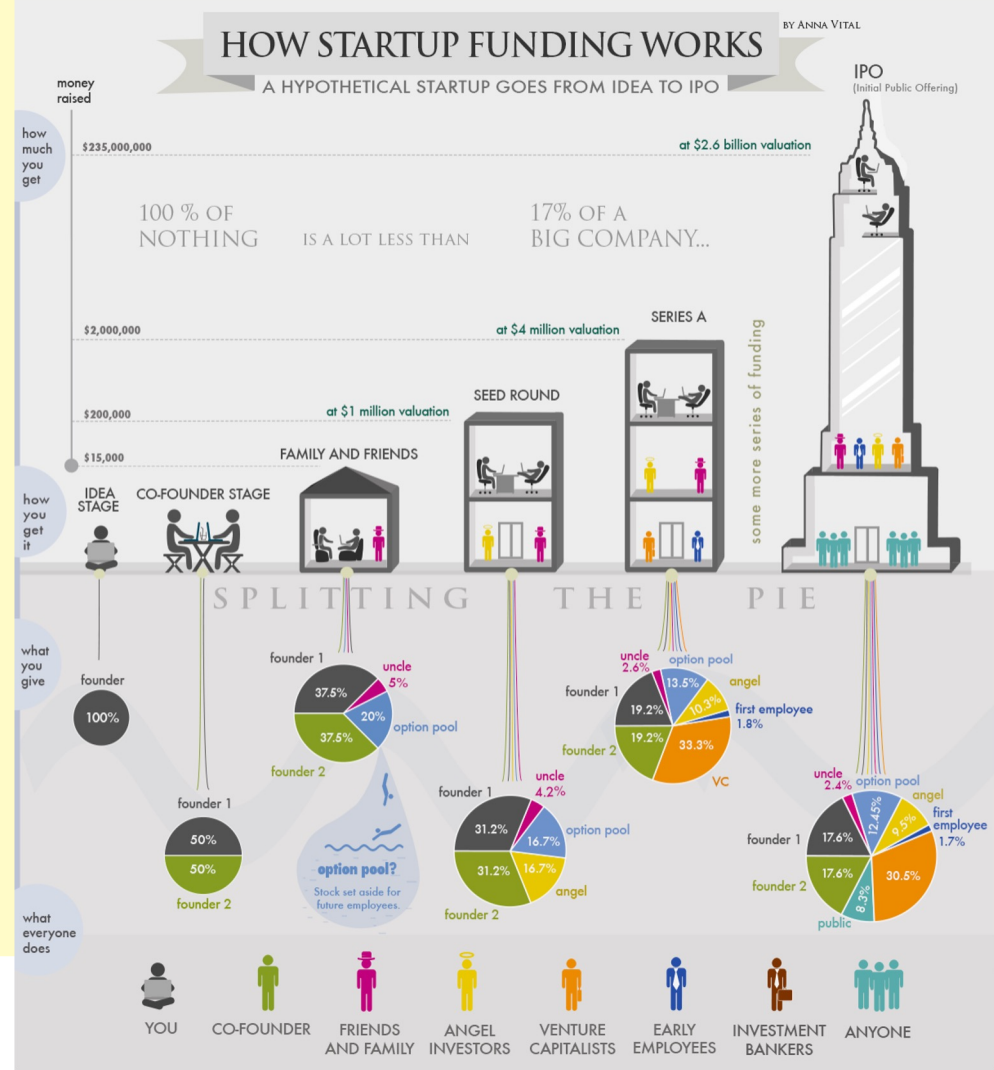 HOW STARTUP FUNDING WORKS
BY ANNA VITAL
A HYPOTHETICAL STARTUP GOES FROM IDEA TO IPO
IPO
(Initial Public Offering)
money
raised
how
much
you
get
$235,000,000
at $2.6 billion valuation
100 % OF
NOTHING
IS A LOT LESS THAN
17% OF A
BIG COMPANY...
SERIES A
$2,000,000
at $4 million valuation
some more series of funding
SEED ROUND
$200,000
at $1 million valuation
FAMILY AND FRIENDS
$15,000
how
you
get
it
IDEA
STAGE
CO-FOUNDER STAGE
SPLITTING THE PIE
what
you
give
founder
100%
founder 1
50%
50%
founder 2
founder 1
uncle
5%
37.5%
20%
option pool
37.5%
founder 2
option pool?
Stock set aside for
future employees.
founder 1
uncle
4.2%
31.2%
option pool
16.7%
31.2%
16.7%
angel
founder 2
uncle
2.6%
option pool
13.5%
angel
10.3%
founder 1
19.2%
first employee
1.8%
19.2%
founder 2
33.3%
VC
uncle
2.4%
option pool
12.45%
angel
9.5%
first
employee
1.7%
founder 1
17.6%
founder 2
17.6%
30.5%
8.3%
public
what
everyone
does
YOU
CO-FOUNDER
FRIENDS
AND FAMILY
ANGEL
INVESTORS
VENTURE
CAPITALISTS
EARLY
EMPLOYEES
INVESTMENT
BANKERS
ANYONE